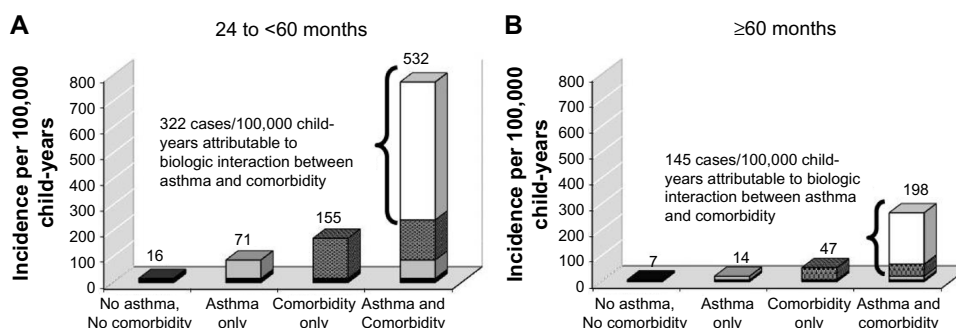 A
24 to <60 months
Incidence per 100,000
child-years
800
700
600
500
400
300
200
100
0
532
322 cases/100,000 child-
years attributable to
biologic interaction between
asthma and comorbidity
16
71
155
No asthma,
No comorbidity
Asthma
only
Comorbidity
only
Asthma and
Comorbidity
B
≥60 months
Incidence per 100,000
child-years
800
700
600
500
400
300
200
100
0
145 cases/100,000 child-
years attributable to biologic
interaction between asthma
and comorbidity
198
7
14
47
No asthma,
No comorbidity
Asthma
only
Comorbidity
only
Asthma and
comorbidity